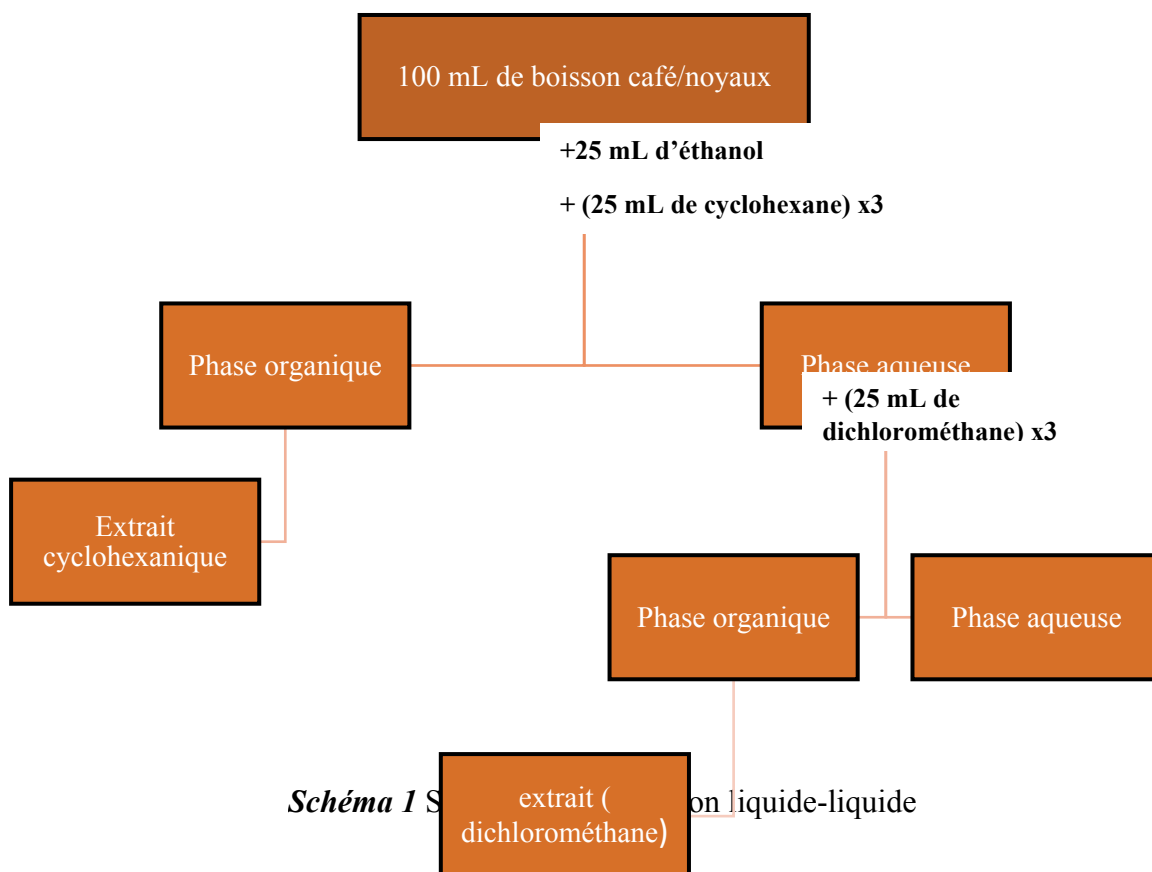 100 mL de boisson café/noyaux
+25 mL d'éthanol
+ (25 mL de cyclohexane) x3
Phase organique
Phase aqueuse
+ (25 mL de
dichlorométhane) x3
Extrait
cyclohexanique
Phase organique
Phase aqueuse
extrait (
dichlorométhane)
Schéma 1 S on liquide-liquide